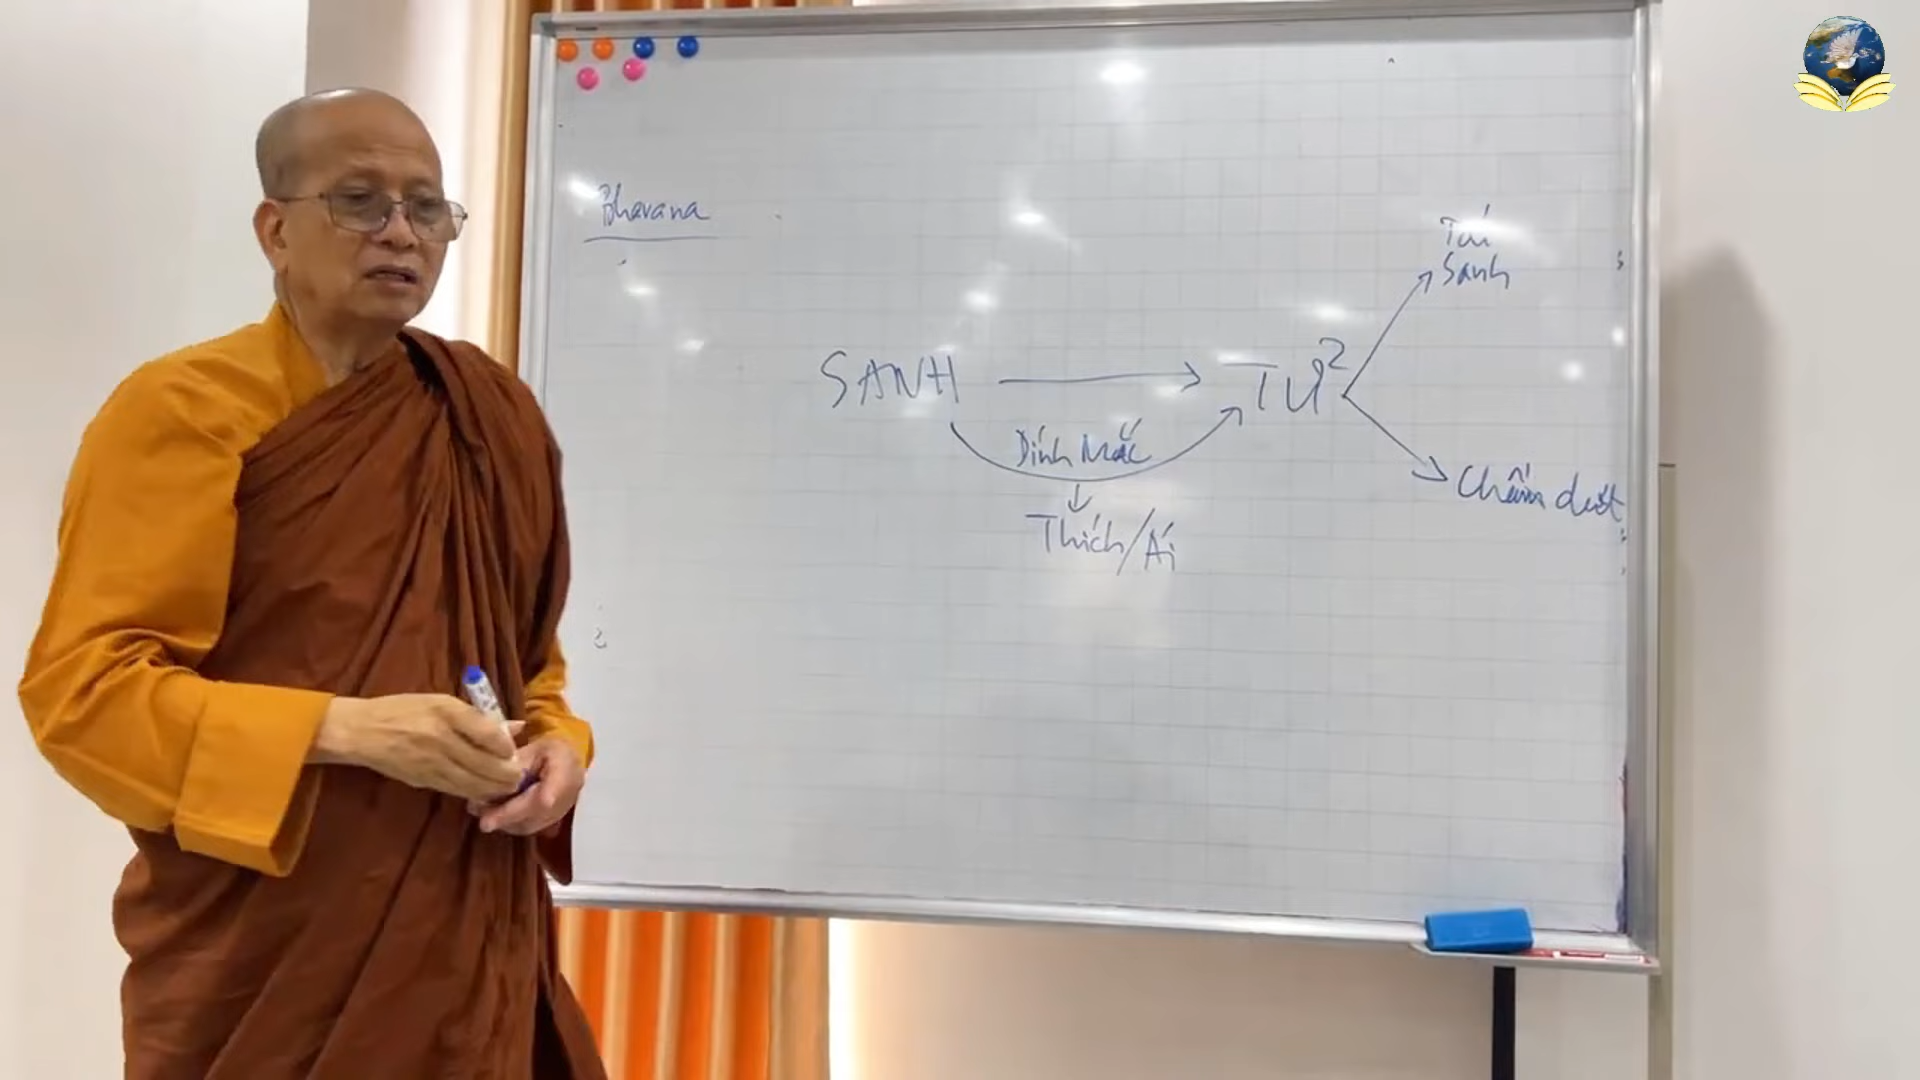 Bhavana
Tái
Sanh
SANH
TỬ
Dính Mắc
Chấm dứt
Thích/Ái